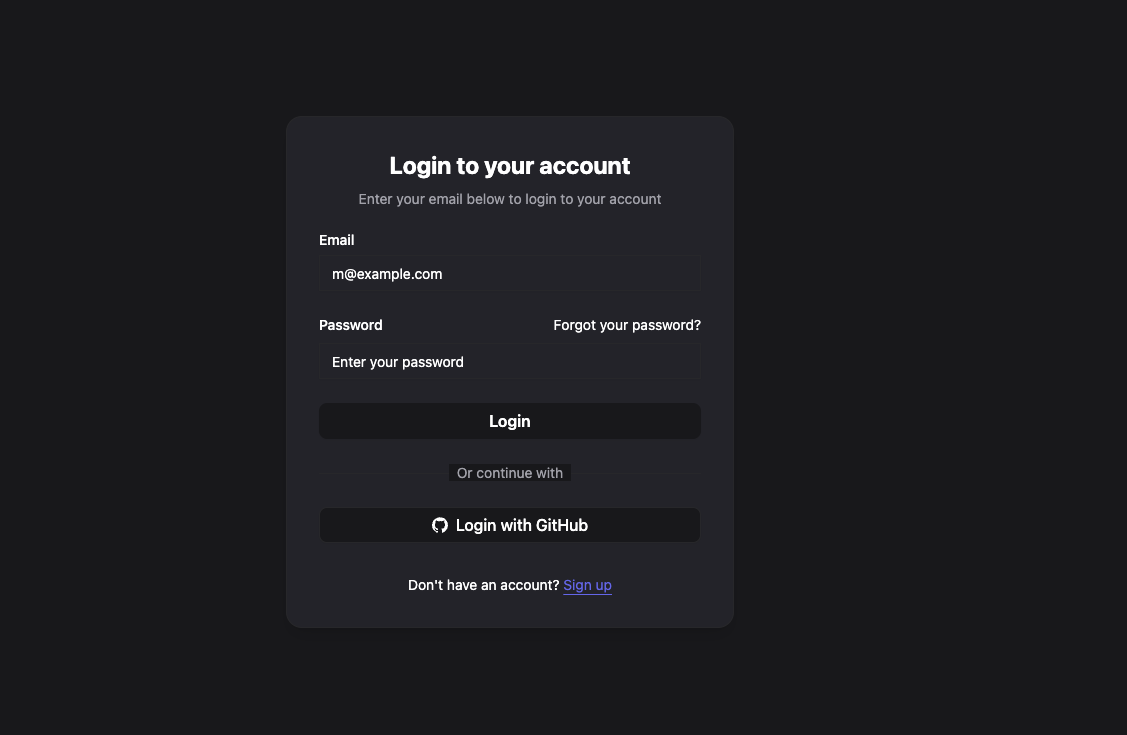 Login to your account
Enter your email below to login to your account
Email
m@example.com
Password Forgot your password?
Enter your password
Login
Or continue with
Login with GitHub
Don't have an account? Sign up